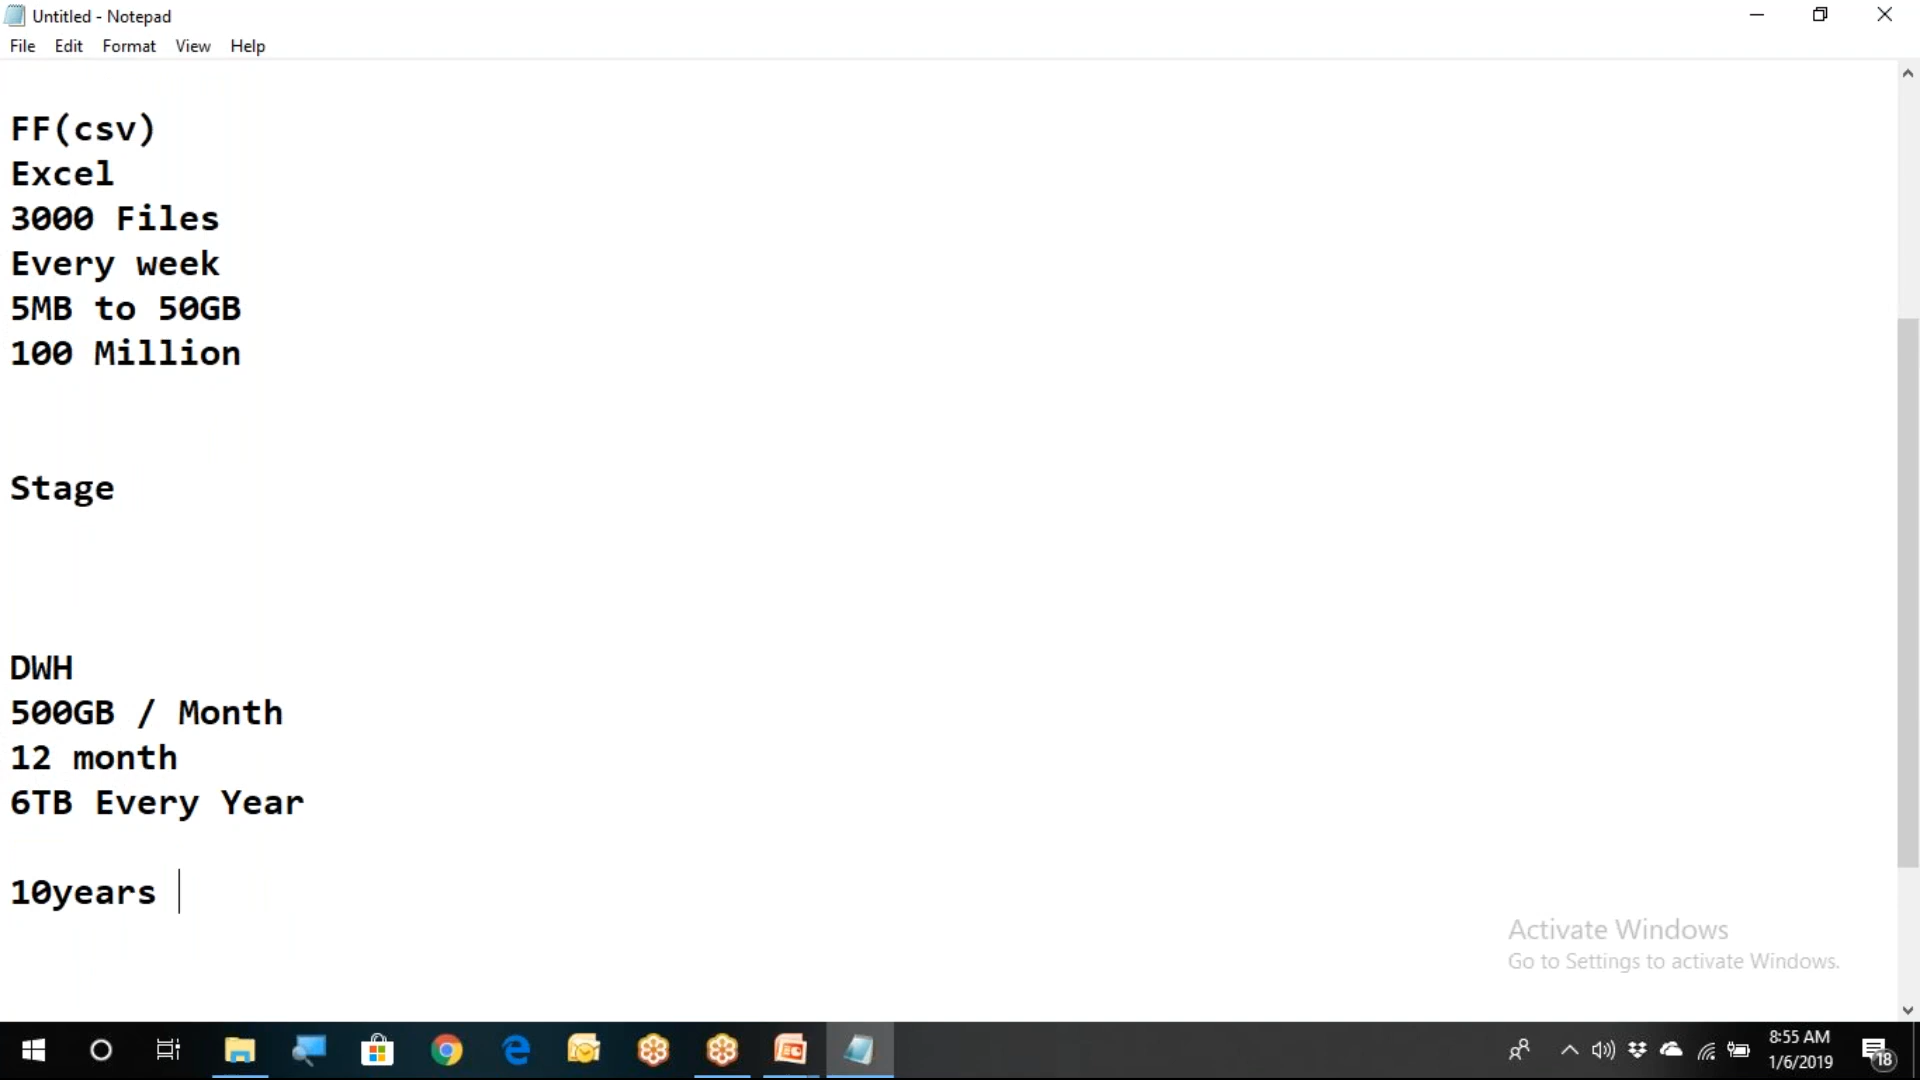 Untitled - Notepad
File Edit Format View Help
FF(csv)
Excel
3000 Files
Every week
5MB to 50GB
100 Million
Stage
DWH
500GB / Month
12 month
6TB Every Year
10years
Activate Windows
Go to Settings to activate Windows.
8:55 AM
1/6/2019
18